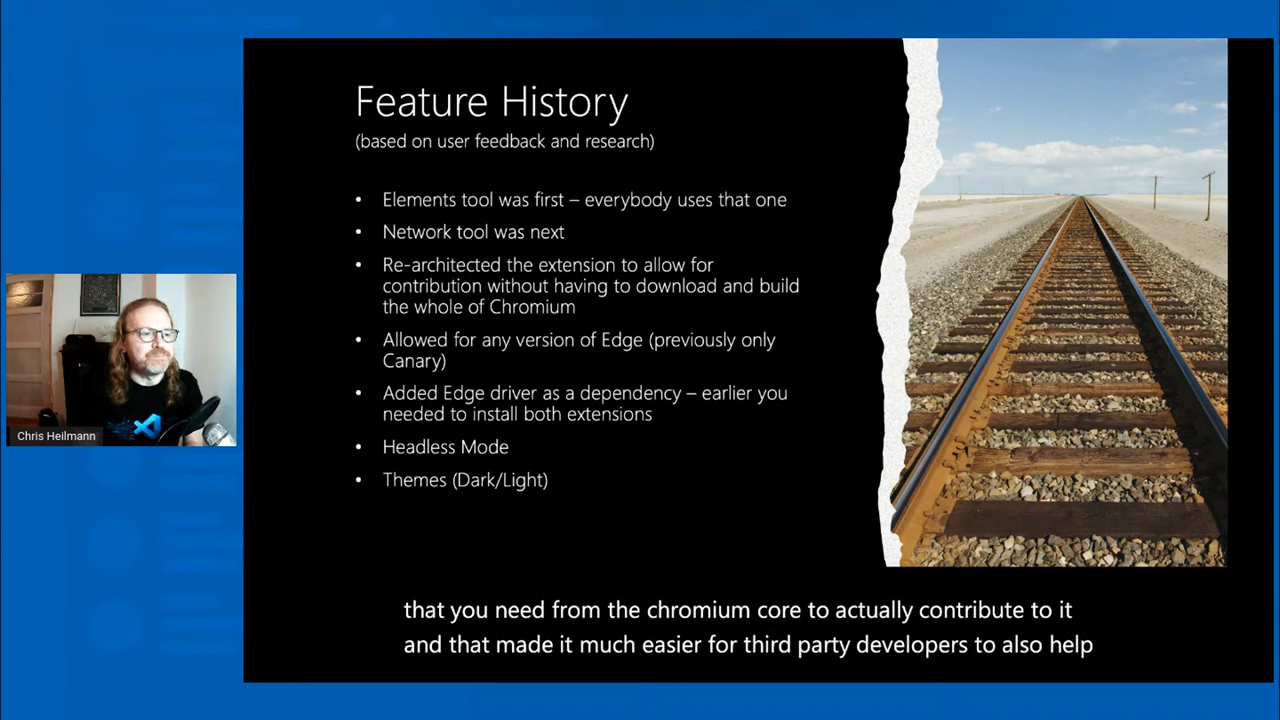 Feature History
(based on user feedback and research)
• Elements tool was first – everybody uses that one
• Network tool was next
• Re-architected the extension to allow for
contribution without having to download and build
the whole of Chromium
• Allowed for any version of Edge (previously only
Canary)
• Added Edge driver as a dependency – earlier you
needed to install both extensions
• Headless Mode
• Themes (Dark/Light)
Chris Heilmann
that you need from the chromium core to actually contribute to it
and that made it much easier for third party developers to also help